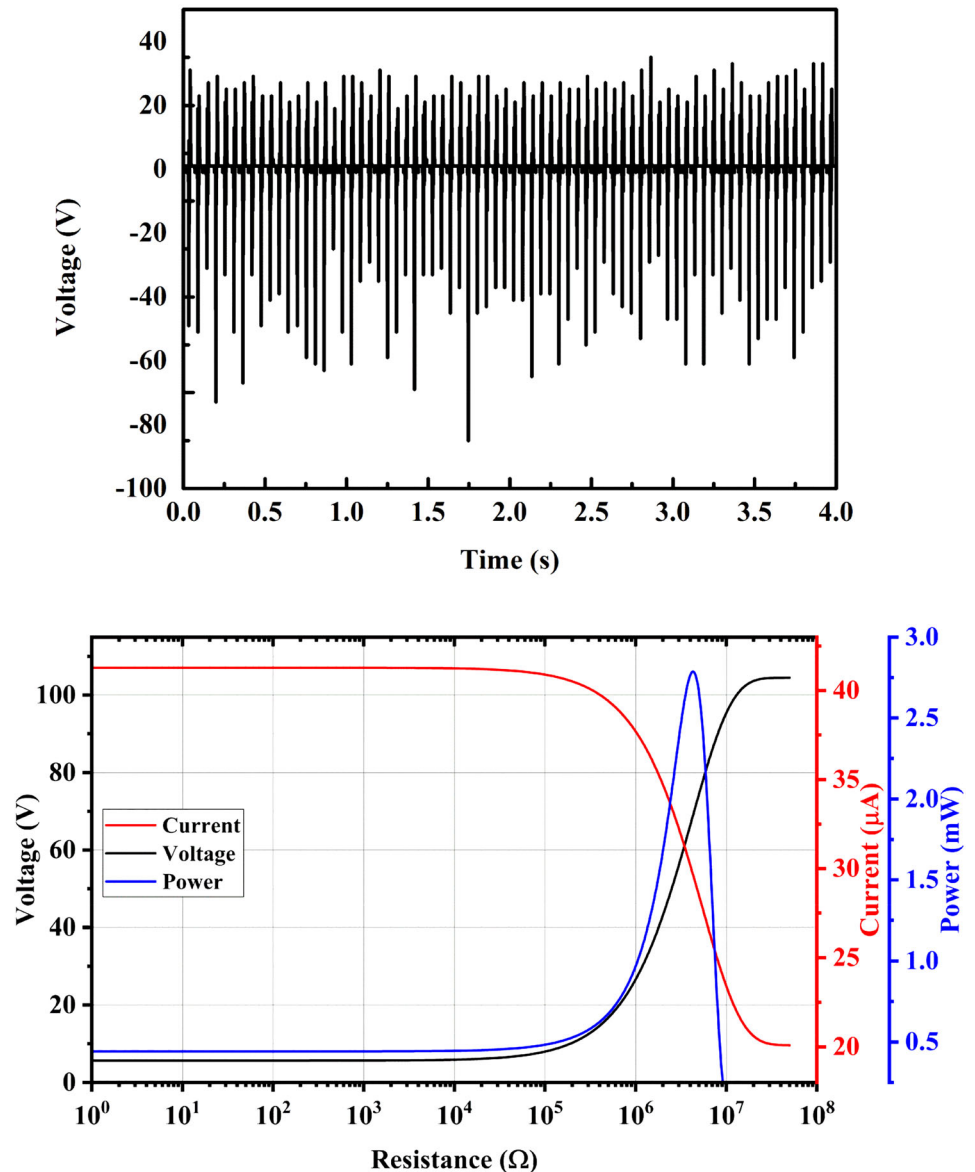 40
20
0
-20
-40
-60
-80
-100
Voltage (V)
0.0 0.5 1.0 1.5 2.0 2.5 3.0 3.5 4.0
Time (s)
100
80
60
40
20
0
Voltage (V)
Current
Voltage
Power
40
35
30
25
20
Current (μA)
3.0
2.5
2.0
1.5
1.0
0.5
Power (mW)
10⁰ 10¹ 10² 10³ 10⁴ 10⁵ 10⁶ 10⁷ 10⁸
Resistance (Ω)